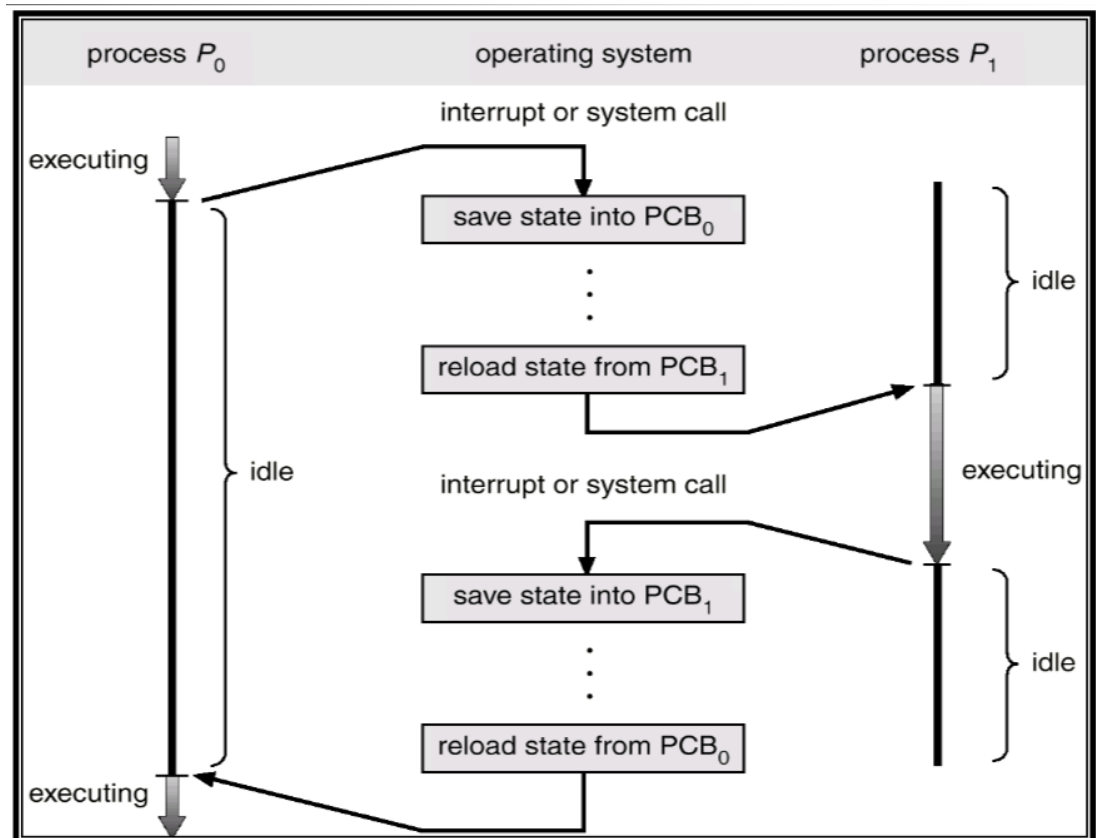 process P0
operating system
process P1
interrupt or system call
executing
save state into PCB0
idle
reload state from PCB1
idle
interrupt or system call
executing
save state into PCB1
idle
reload state from PCB0
executing